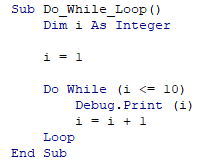 Sub Do_While_Loop()
    Dim i As Integer

    i = 1

    Do While (i <= 10)
        Debug.Print (i)
        i = i + 1
    Loop
End Sub